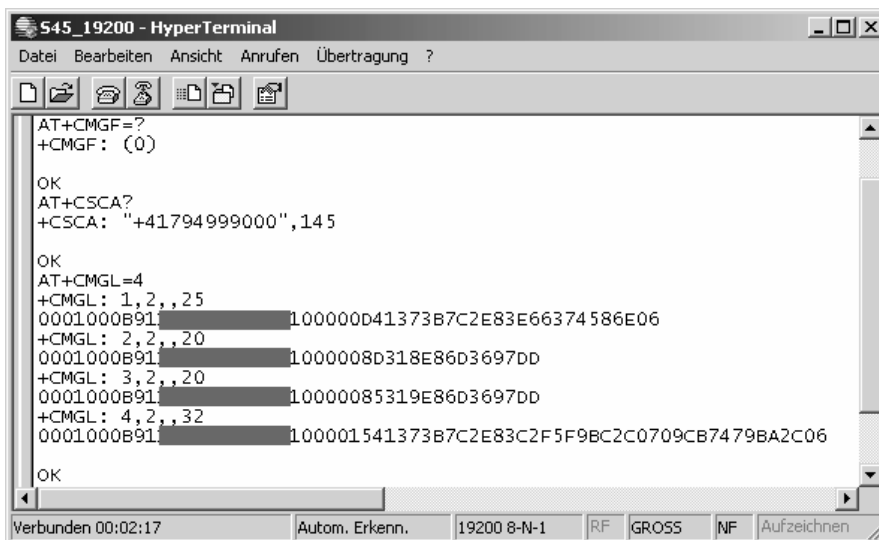 S45_19200 - HyperTerminal
Datei Bearbeiten Ansicht Anrufen Übertragung ?
AT+CMGF=?
+CMGF: (0)
OK
AT+CSCA?
+CSCA: "+41794999000",145
OK
AT+CMGL=4
+CMGL: 1,2,,25
0001000B91 100000D41373B7C2E83E66374586E06
+CMGL: 2,2,,20
0001000B91 1000008D318E86D3697DD
+CMGL: 3,2,,20
0001000B91 10000085319E86D3697DD
+CMGL: 4,2,,32
0001000B91 100001541373B7C2E83C2F5F9BC2C0709CB7479BA2C06
OK
Verbunden 00:02:17 Autom. Erkenn. 19200 8-N-1 RF GROSS NF Aufzeichnen